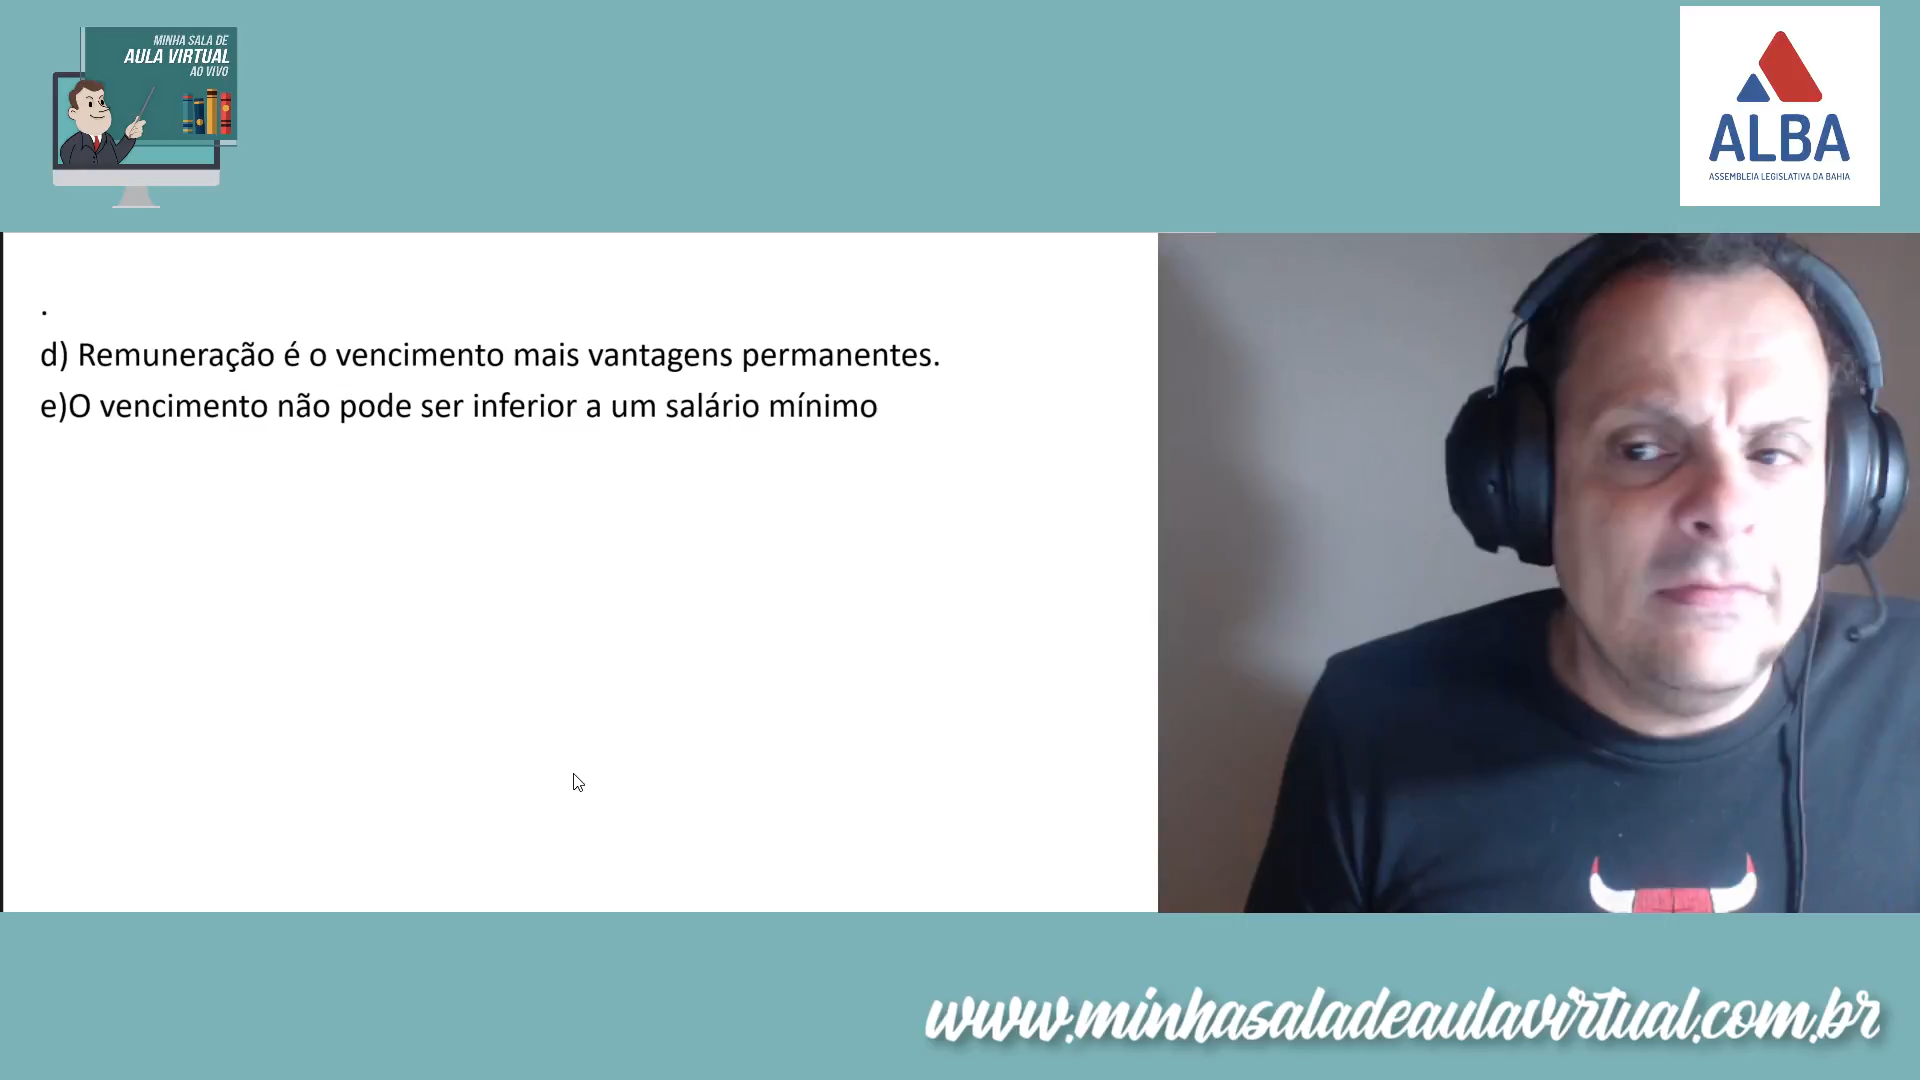 MINHA SALA DE
AULA VIRTUAL
AO VIVO
ALBA
ASSEMBLEIA LEGISLATIVA DA BAHIA
.
d) Remuneração é o vencimento mais vantagens permanentes.
e)O vencimento não pode ser inferior a um salário mínimo
www.minhasaladeaulavirtual.com.br